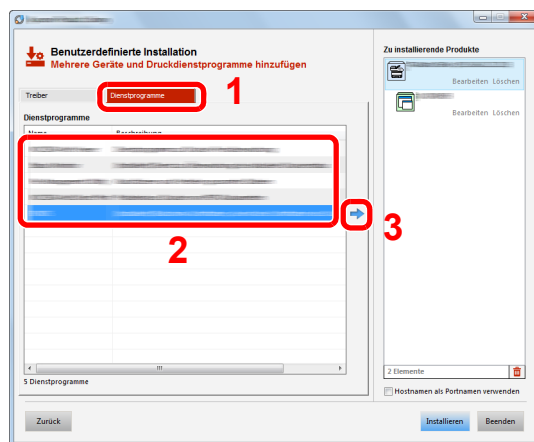 Benutzerdefinierte Installation
Mehrere Geräte und Druckdienstprogramme hinzufügen
Treiber
Dienstprogramme
1
Dienstprogramme
Name
Beschreibung
2
3
5 Dienstprogramme
Zu installierende Produkte
Bearbeiten Löschen
Bearbeiten Löschen
2 Elemente
Hostnamen als Portnamen verwenden
Zurück
Installieren
Beenden